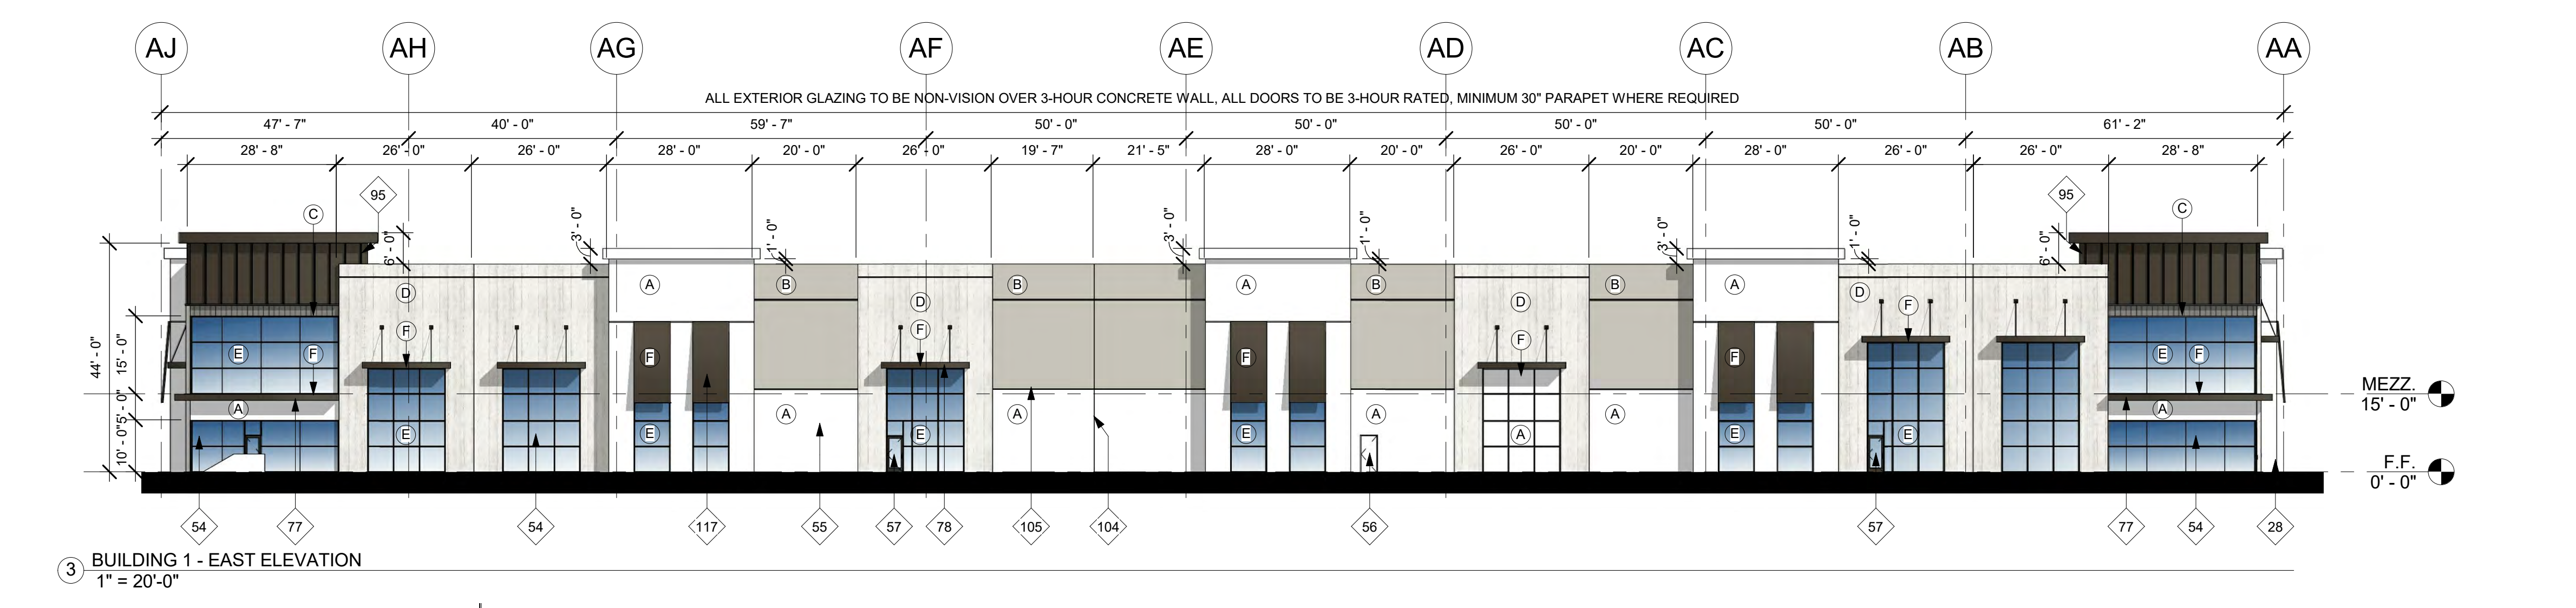 AJ AH AG AF AE AD AC AB AA
ALL EXTERIOR GLAZING TO BE NON-VISION OVER 3-HOUR CONCRETE WALL, ALL DOORS TO BE 3-HOUR RATED, MINIMUM 30" PARAPET WHERE REQUIRED
47' - 7" 40' - 0" 59' - 7" 50' - 0" 50' - 0" 50' - 0" 50' - 0" 61' - 2"
28' - 8" 26' - 0" 26' - 0" 28' - 0" 20' - 0" 26' - 0" 19' - 7" 21' - 5" 28' - 0" 20' - 0" 26' - 0" 20' - 0" 28' - 0" 26' - 0" 26' - 0" 28' - 8"
95 95
C C
6' - 0" 3' - 0" 1' - 0" 3' - 0" 1' - 0" 3' - 0" 1' - 0" 6' - 0"
D A B D B A B D B A D
F F F F
44' - 0" 15' - 0" 5' - 0" 10' - 0"
E F F F F E F
MEZZ.
15' - 0"
A A A A A A
E E E E A E E
F.F.
0' - 0"
54 77 54 117 55 57 78 105 104 56 57 77 54 28
3 BUILDING 1 - EAST ELEVATION
1" = 20'-0"